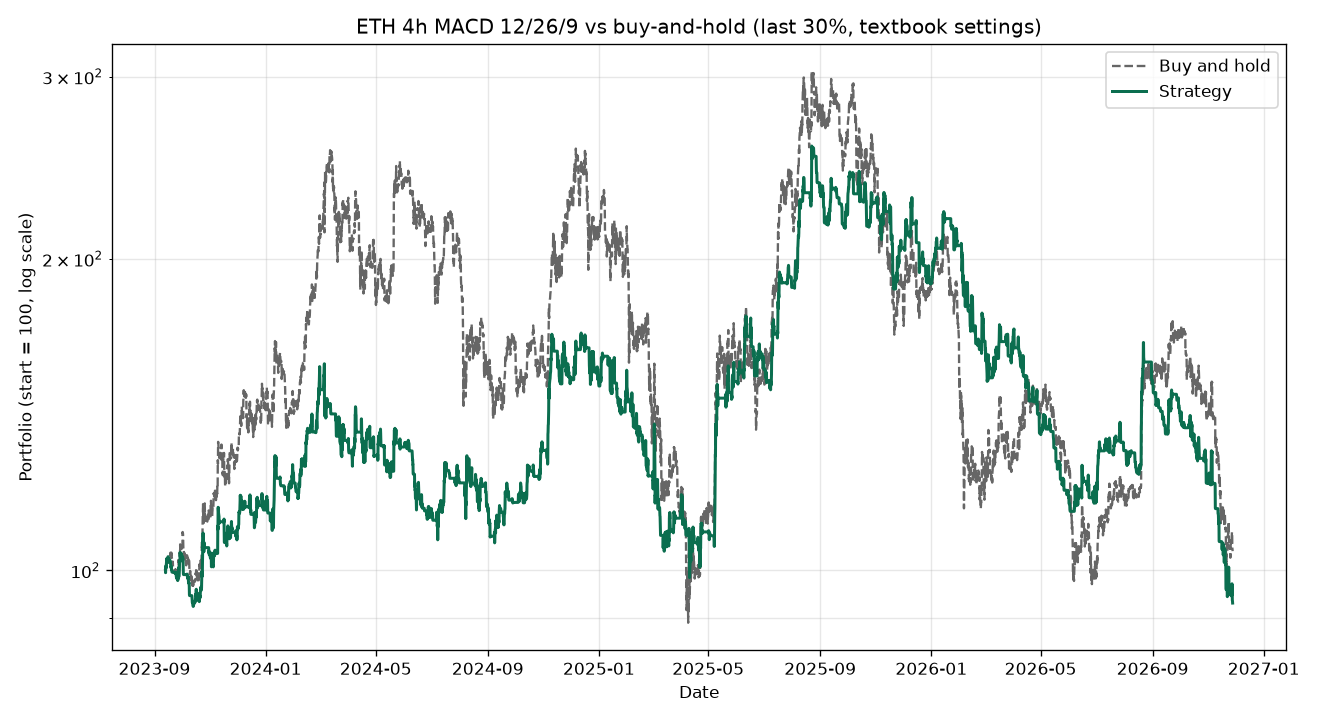 ETH 4h MACD 12/26/9 vs buy-and-hold (last 30%, textbook settings)
Buy and hold
Strategy
Portfolio (start = 100, log scale)
3 × 10²
2 × 10²
10²
2023-09 2024-01 2024-05 2024-09 2025-01 2025-05 2025-09 2026-01 2026-05 2026-09 2027-01
Date